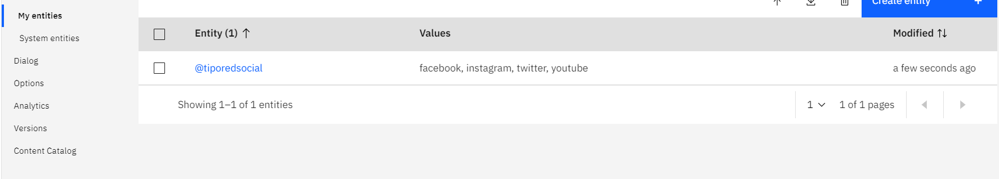 My entities
System entities
Dialog
Options
Analytics
Versions
Content Catalog
Create entity +
Entity (1) Values Modified
@tiporedsocial facebook, instagram, twitter, youtube a few seconds ago
Showing 1–1 of 1 entities 1 1 of 1 pages